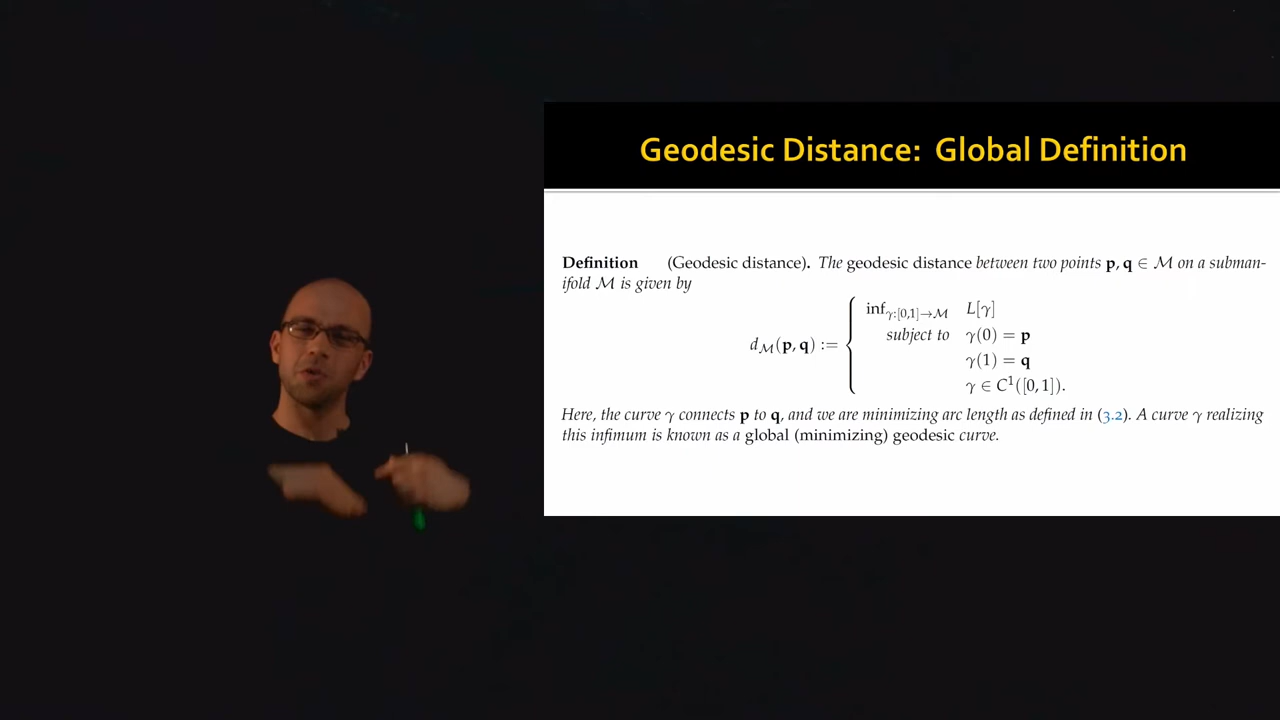 Geodesic Distance: Global Definition
Definition (Geodesic distance). The geodesic distance between two points p, q ∈ M on a subman-
ifold M is given by
d_M(p, q) := { inf_{γ:[0,1]→M} L[γ]
subject to γ(0) = p
γ(1) = q
γ ∈ C¹([0, 1]).
Here, the curve γ connects p to q, and we are minimizing arc length as defined in (3.2). A curve γ realizing
this infimum is known as a global (minimizing) geodesic curve.